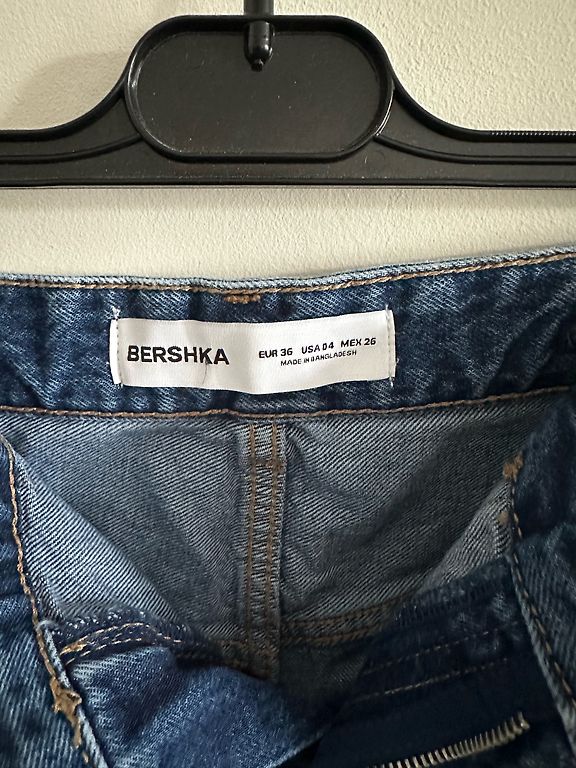 BERSHKA
EUR 36 USA 04 MEX 26
MADE IN BANGLADESH